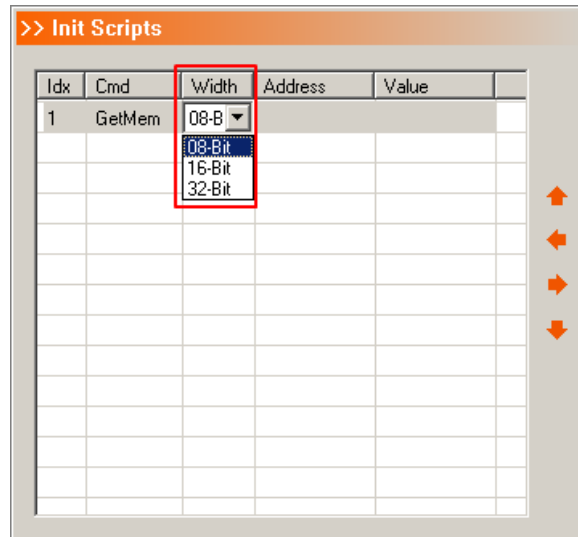 >> Init Scripts
Idx Cmd Width Address Value
1 GetMem 08-B
08-Bit
16-Bit
32-Bit